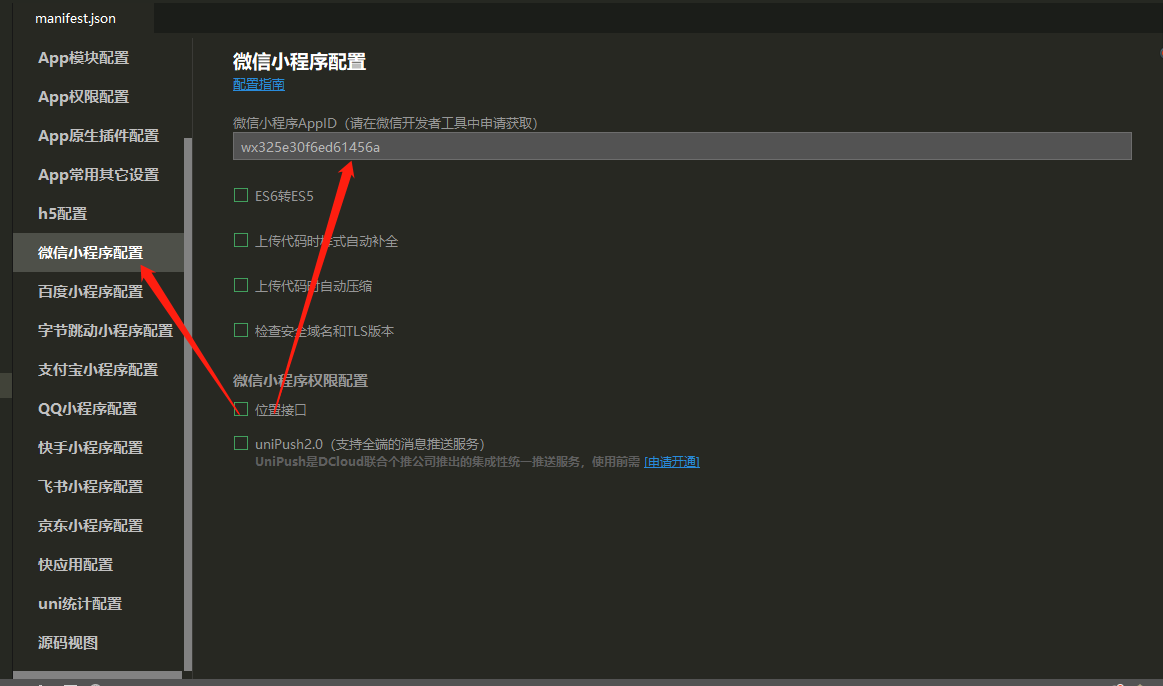 manifest.json
App模块配置
App权限配置
App原生插件配置
App常用其它设置
h5配置
微信小程序配置
百度小程序配置
字节跳动小程序配置
支付宝小程序配置
QQ小程序配置
快手小程序配置
飞书小程序配置
京东小程序配置
快应用配置
uni统计配置
源码视图
微信小程序配置
配置指南
微信小程序AppID（请在微信开发者工具中申请获取）
wx325e30f6ed61456a
ES6转ES5
上传代码时样式自动补全
上传代码时自动压缩
检查安全域名和TLS版本
微信小程序权限配置
位置接口
uniPush2.0（支持全端的消息推送服务）
UniPush是DCloud联合个推公司推出的集成性统一推送服务，使用前需 [申请开通]